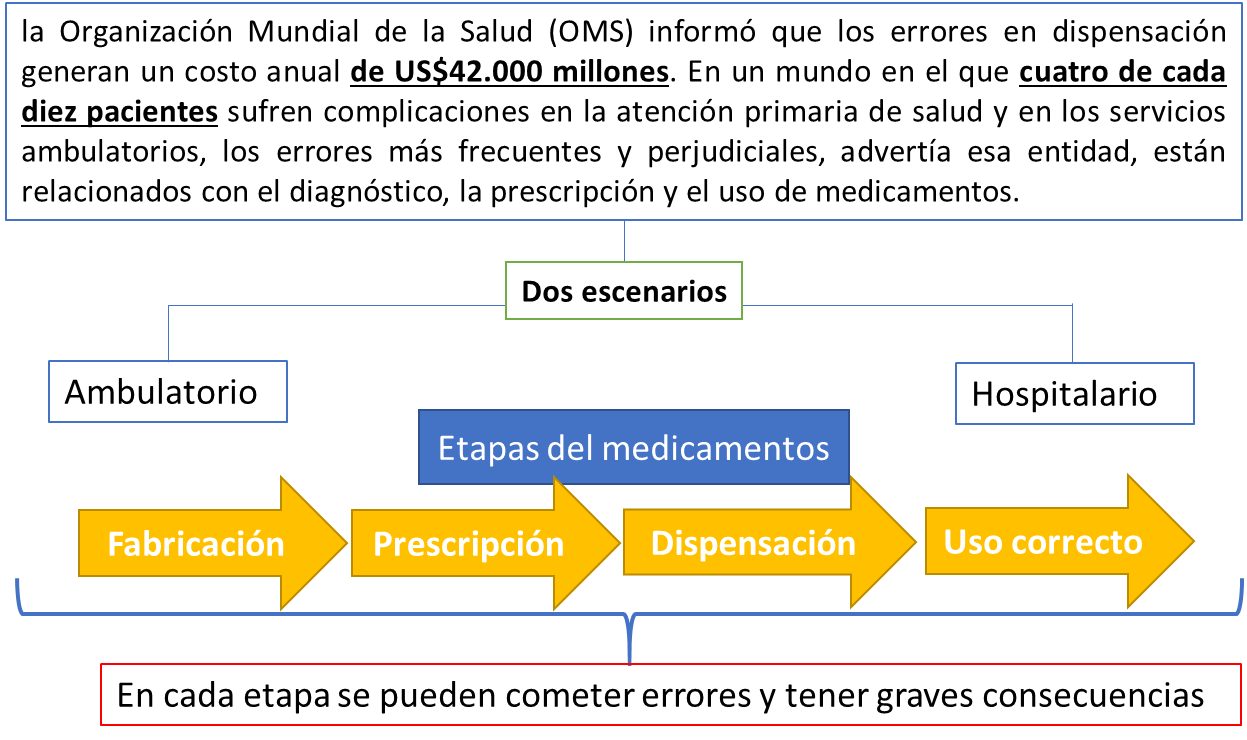 la Organización Mundial de la Salud (OMS) informó que los errores en dispensación
generan un costo anual de US$42.000 millones. En un mundo en el que cuatro de cada
diez pacientes sufren complicaciones en la atención primaria de salud y en los servicios
ambulatorios, los errores más frecuentes y perjudiciales, advertía esa entidad, están
relacionados con el diagnóstico, la prescripción y el uso de medicamentos.
Dos escenarios
Ambulatorio
Hospitalario
Etapas del medicamentos
Fabricación
Prescripción
Dispensación
Uso correcto
En cada etapa se pueden cometer errores y tener graves consecuencias